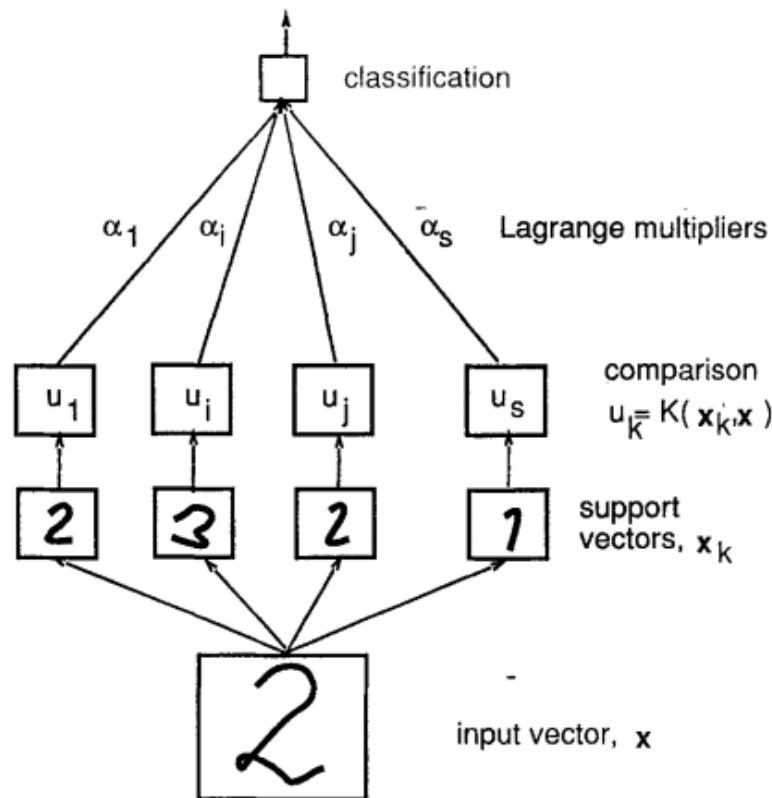 classification
α1 αi αj αs Lagrange multipliers
u1 ui uj us
comparison
uk= K( xk, x )
2 3 2 1
support
vectors, xk
2
input vector, x